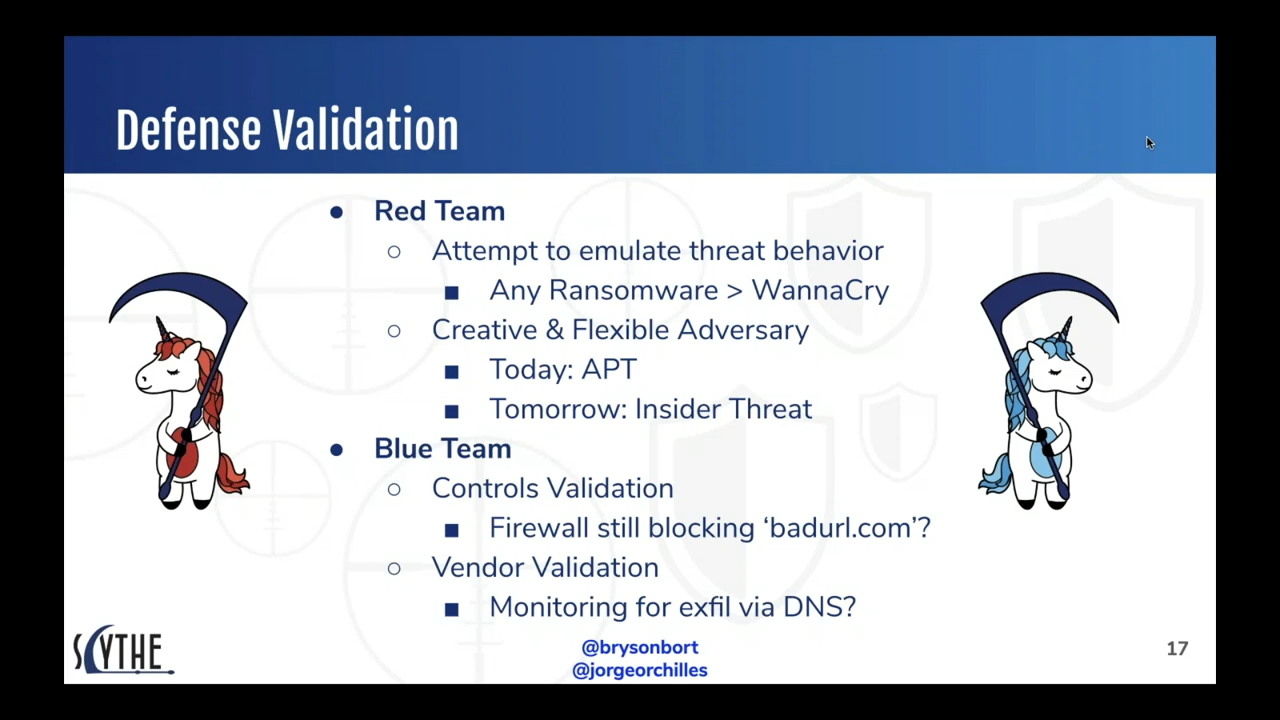 Defense Validation
● Red Team
○ Attempt to emulate threat behavior
■ Any Ransomware > WannaCry
○ Creative & Flexible Adversary
■ Today: APT
■ Tomorrow: Insider Threat
● Blue Team
○ Controls Validation
■ Firewall still blocking ‘badurl.com’?
○ Vendor Validation
■ Monitoring for exfil via DNS?
SCYTHE
@brysonbort
@jorgeorchilles
17